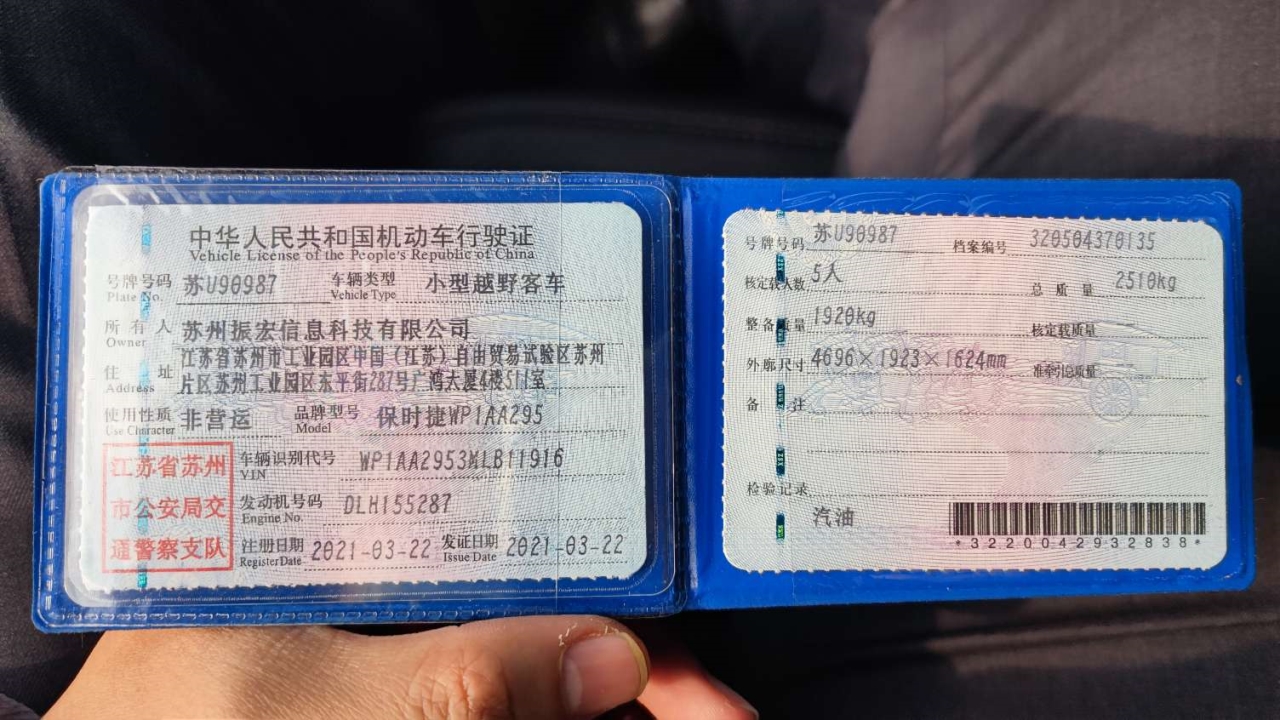 中华人民共和国机动车行驶证
Vehicle License of the People's Republic of China
号牌号码 苏U90987 车辆类型 小型越野客车
Plate No. Vehicle Type
所有人 苏州振宏信息科技有限公司
Owner
江苏省苏州市工业园区中国(江苏)自由贸易试验区苏州
住址 片区苏州工业园区东平街287号广鸿大厦4楼511室
Address
使用性质 非营运 品牌型号 保时捷WP1AA295
Use Character Model
江苏省苏州
市公安局交
通警察支队
车辆识别代号 WP1AA2953MLB11916
VIN
发动机号码 DLH155287
Engine No.
注册日期 2021-03-22 发证日期 2021-03-22
Register Date Issue Date
号牌号码 苏U90987 档案编号 320504370135
核定载人数 5人 总质量 2510kg
整备质量 1920kg 核定载质量
外廓尺寸 4696×1923×1624mm 准牵引总质量
备注
检验记录
汽油
*3220042932838*